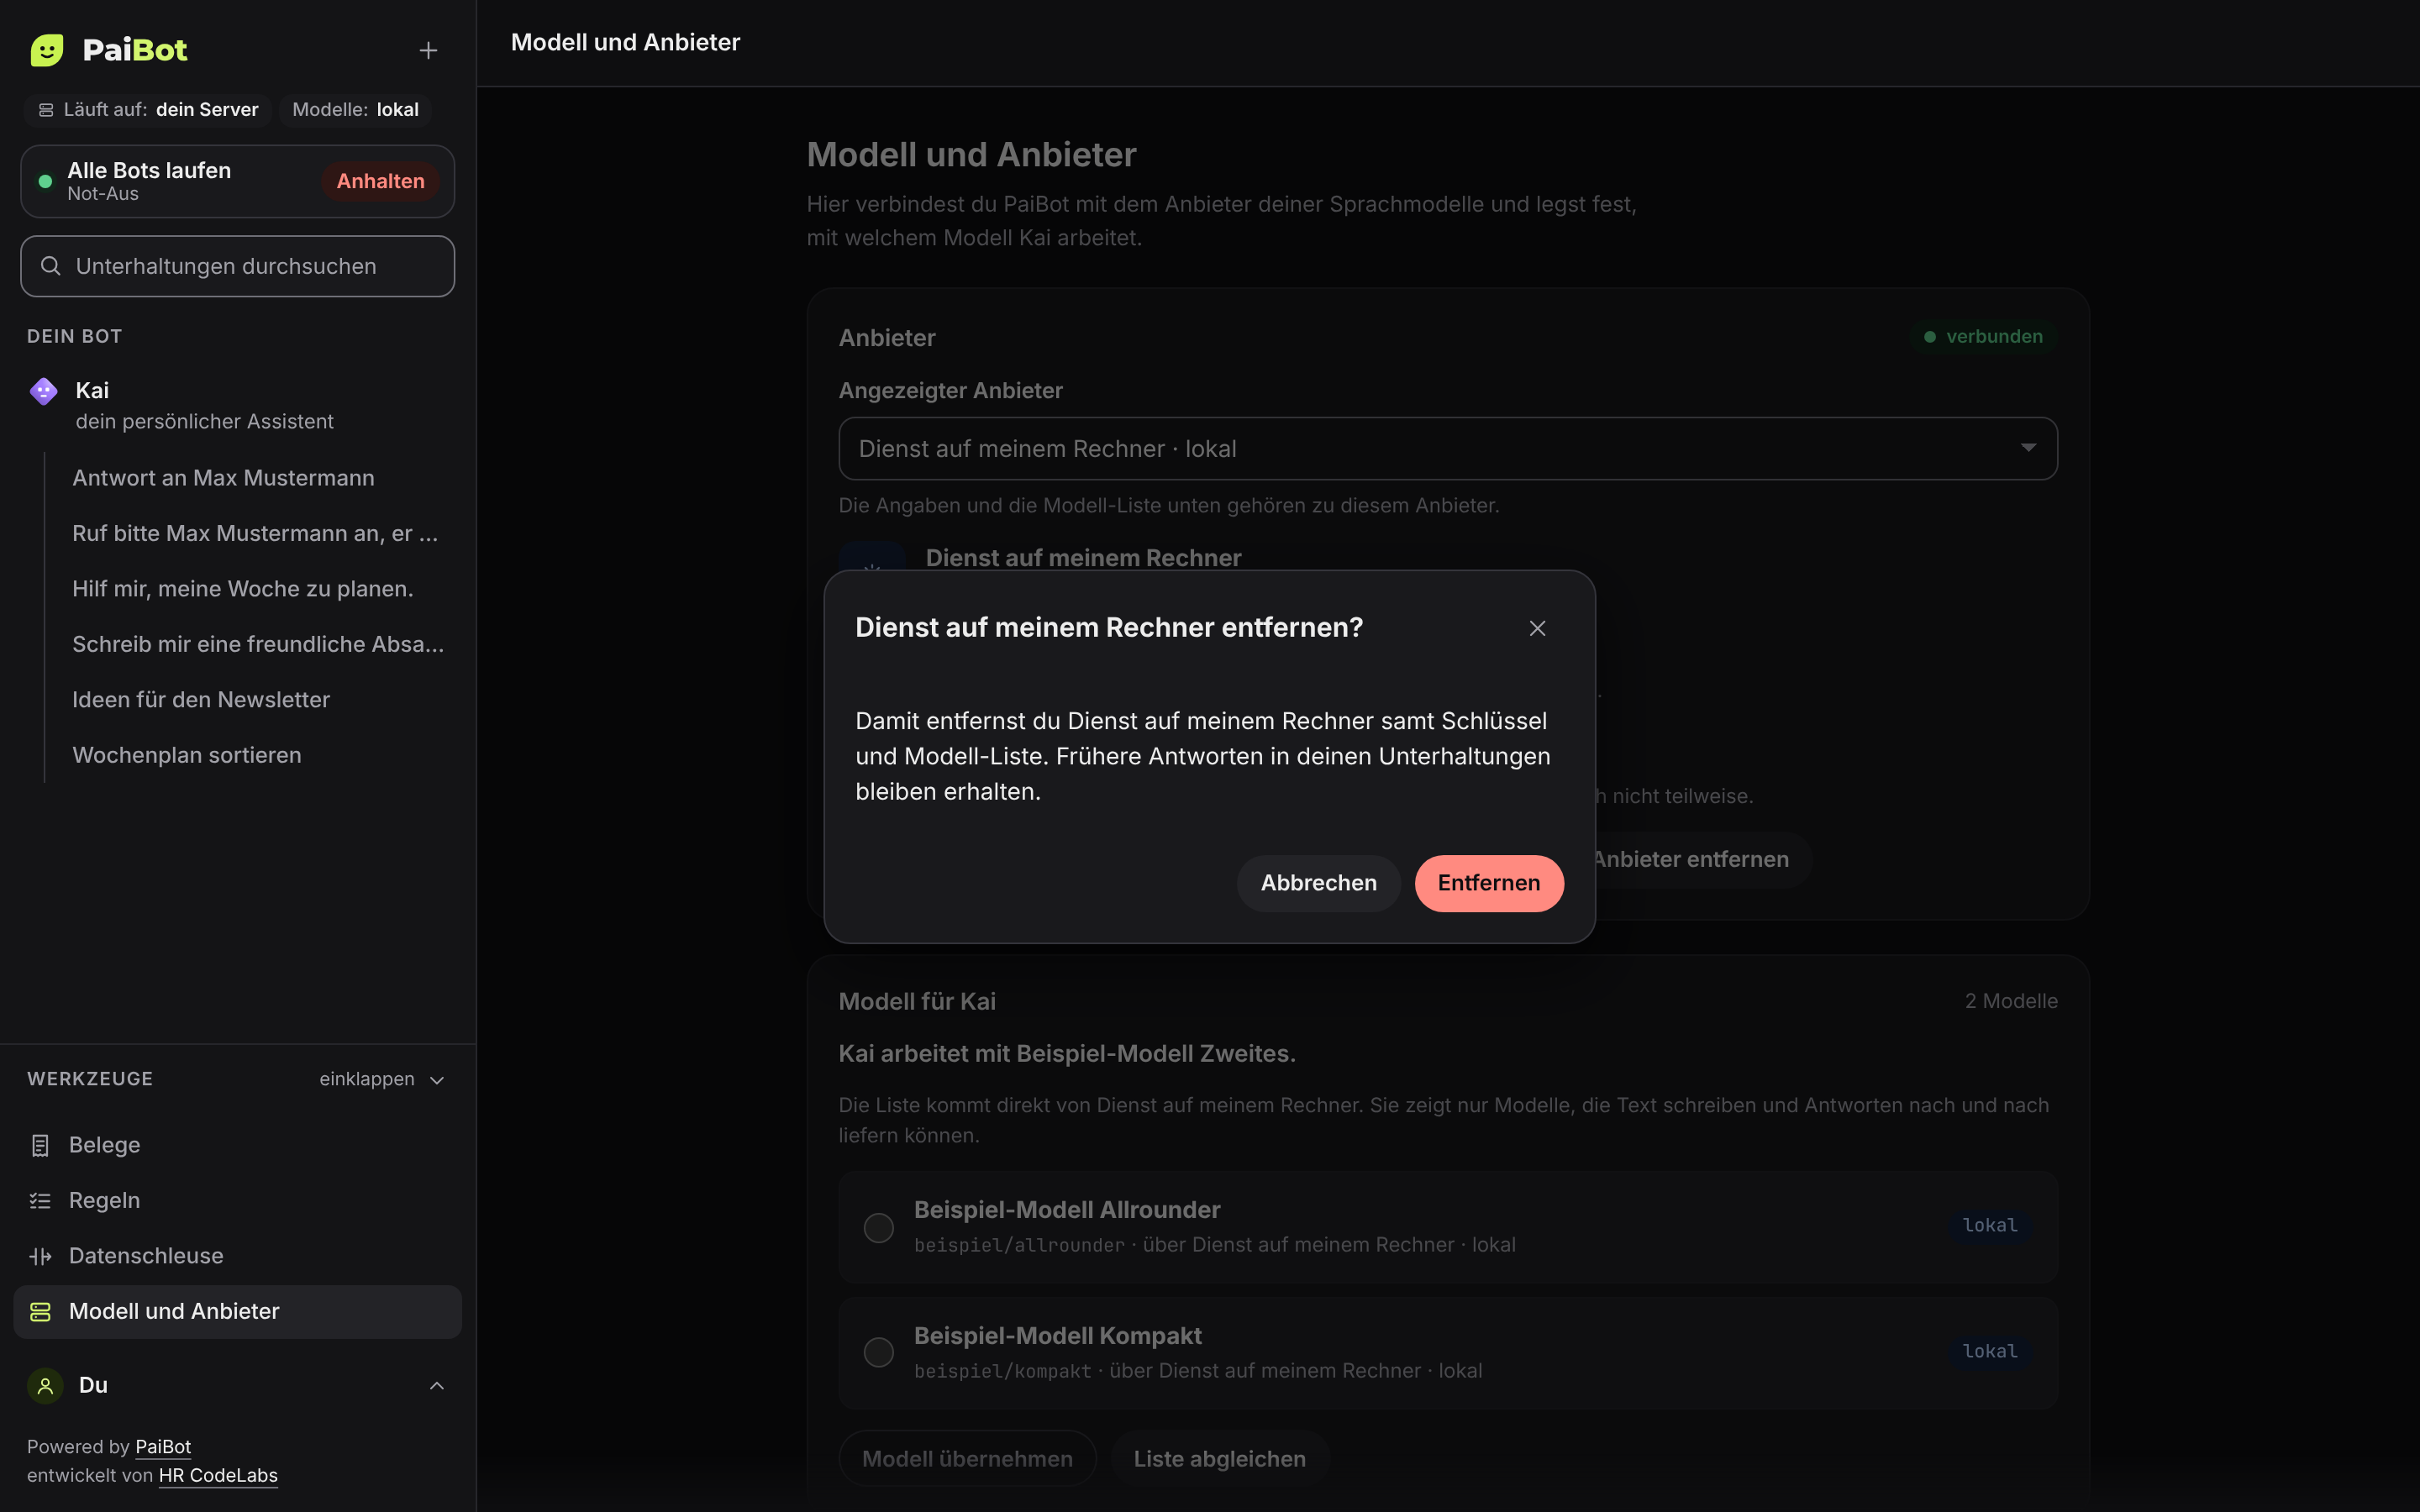 PaiBot
Läuft auf: dein Server
Modelle: lokal
Alle Bots laufen
Not-Aus
Anhalten
Unterhaltungen durchsuchen
DEIN BOT
Kai
dein persönlicher Assistent
Antwort an Max Mustermann
Ruf bitte Max Mustermann an, er ...
Hilf mir, meine Woche zu planen.
Schreib mir eine freundliche Absa...
Ideen für den Newsletter
Wochenplan sortieren
WERKZEUGE
einklappen
Belege
Regeln
Datenschleuse
Modell und Anbieter
Du
Powered by PaiBot
entwickelt von HR CodeLabs
Modell und Anbieter
Modell und Anbieter
Hier verbindest du PaiBot mit dem Anbieter deiner Sprachmodelle und legst fest,
mit welchem Modell Kai arbeitet.
Anbieter
verbunden
Angezeigter Anbieter
Dienst auf meinem Rechner · lokal
Die Angaben und die Modell-Liste unten gehören zu diesem Anbieter.
Dienst auf meinem Rechner
Dienst auf meinem Rechner entfernen?
Damit entfernst du Dienst auf meinem Rechner samt Schlüssel
und Modell-Liste. Frühere Antworten in deinen Unterhaltungen
bleiben erhalten.
Abbrechen
Entfernen
nicht teilweise.
Anbieter entfernen
Modell für Kai
2 Modelle
Kai arbeitet mit Beispiel-Modell Zweites.
Die Liste kommt direkt von Dienst auf meinem Rechner. Sie zeigt nur Modelle, die Text schreiben und Antworten nach und nach
liefern können.
Beispiel-Modell Allrounder
beispiel/allrounder · über Dienst auf meinem Rechner · lokal
lokal
Beispiel-Modell Kompakt
beispiel/kompakt · über Dienst auf meinem Rechner · lokal
lokal
Modell übernehmen
Liste abgleichen